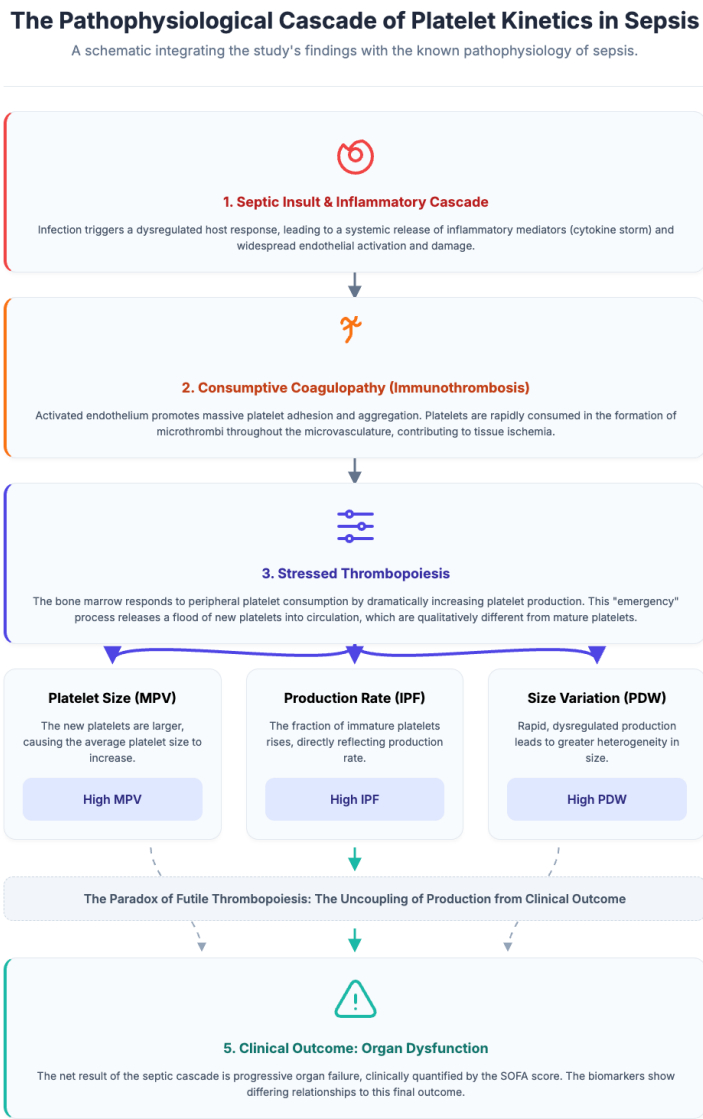 The Pathophysiological Cascade of Platelet Kinetics in Sepsis
A schematic integrating the study's findings with the known pathophysiology of sepsis.
1. Septic Insult & Inflammatory Cascade
Infection triggers a dysregulated host response, leading to a systemic release of inflammatory mediators (cytokine storm) and
widespread endothelial activation and damage.
2. Consumptive Coagulopathy (Immunothrombosis)
Activated endothelium promotes massive platelet adhesion and aggregation. Platelets are rapidly consumed in the formation of
microthrombi throughout the microvasculature, contributing to tissue ischemia.
3. Stressed Thrombopoiesis
The bone marrow responds to peripheral platelet consumption by dramatically increasing platelet production. This "emergency"
process releases a flood of new platelets into circulation, which are qualitatively different from mature platelets.
Platelet Size (MPV)
The new platelets are larger,
causing the average platelet size to
increase.
High MPV
Production Rate (IPF)
The fraction of immature platelets
rises, directly reflecting production
rate.
High IPF
Size Variation (PDW)
Rapid, dysregulated production
leads to greater heterogeneity in
size.
High PDW
The Paradox of Futile Thrombopoiesis: The Uncoupling of Production from Clinical Outcome
5. Clinical Outcome: Organ Dysfunction
The net result of the septic cascade is progressive organ failure, clinically quantified by the SOFA score. The biomarkers show
differing relationships to this final outcome.